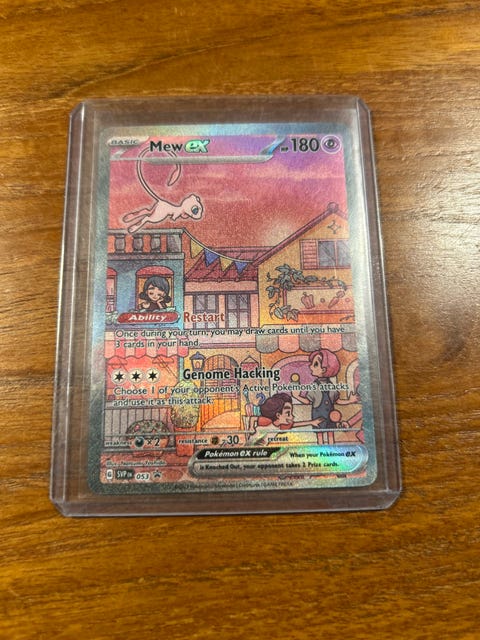 BASIC Mew ex HP 180
Ability Restart
Once during your turn, you may draw cards until you have
3 cards in your hand.
Genome Hacking
Choose 1 of your opponent's Active Pokémon's attacks
and use it as this attack.
weakness × 2 resistance -30 retreat
Pokémon ex rule When your Pokémon ex
is Knocked Out, your opponent takes 2 Prize cards.
G SVP EN 053